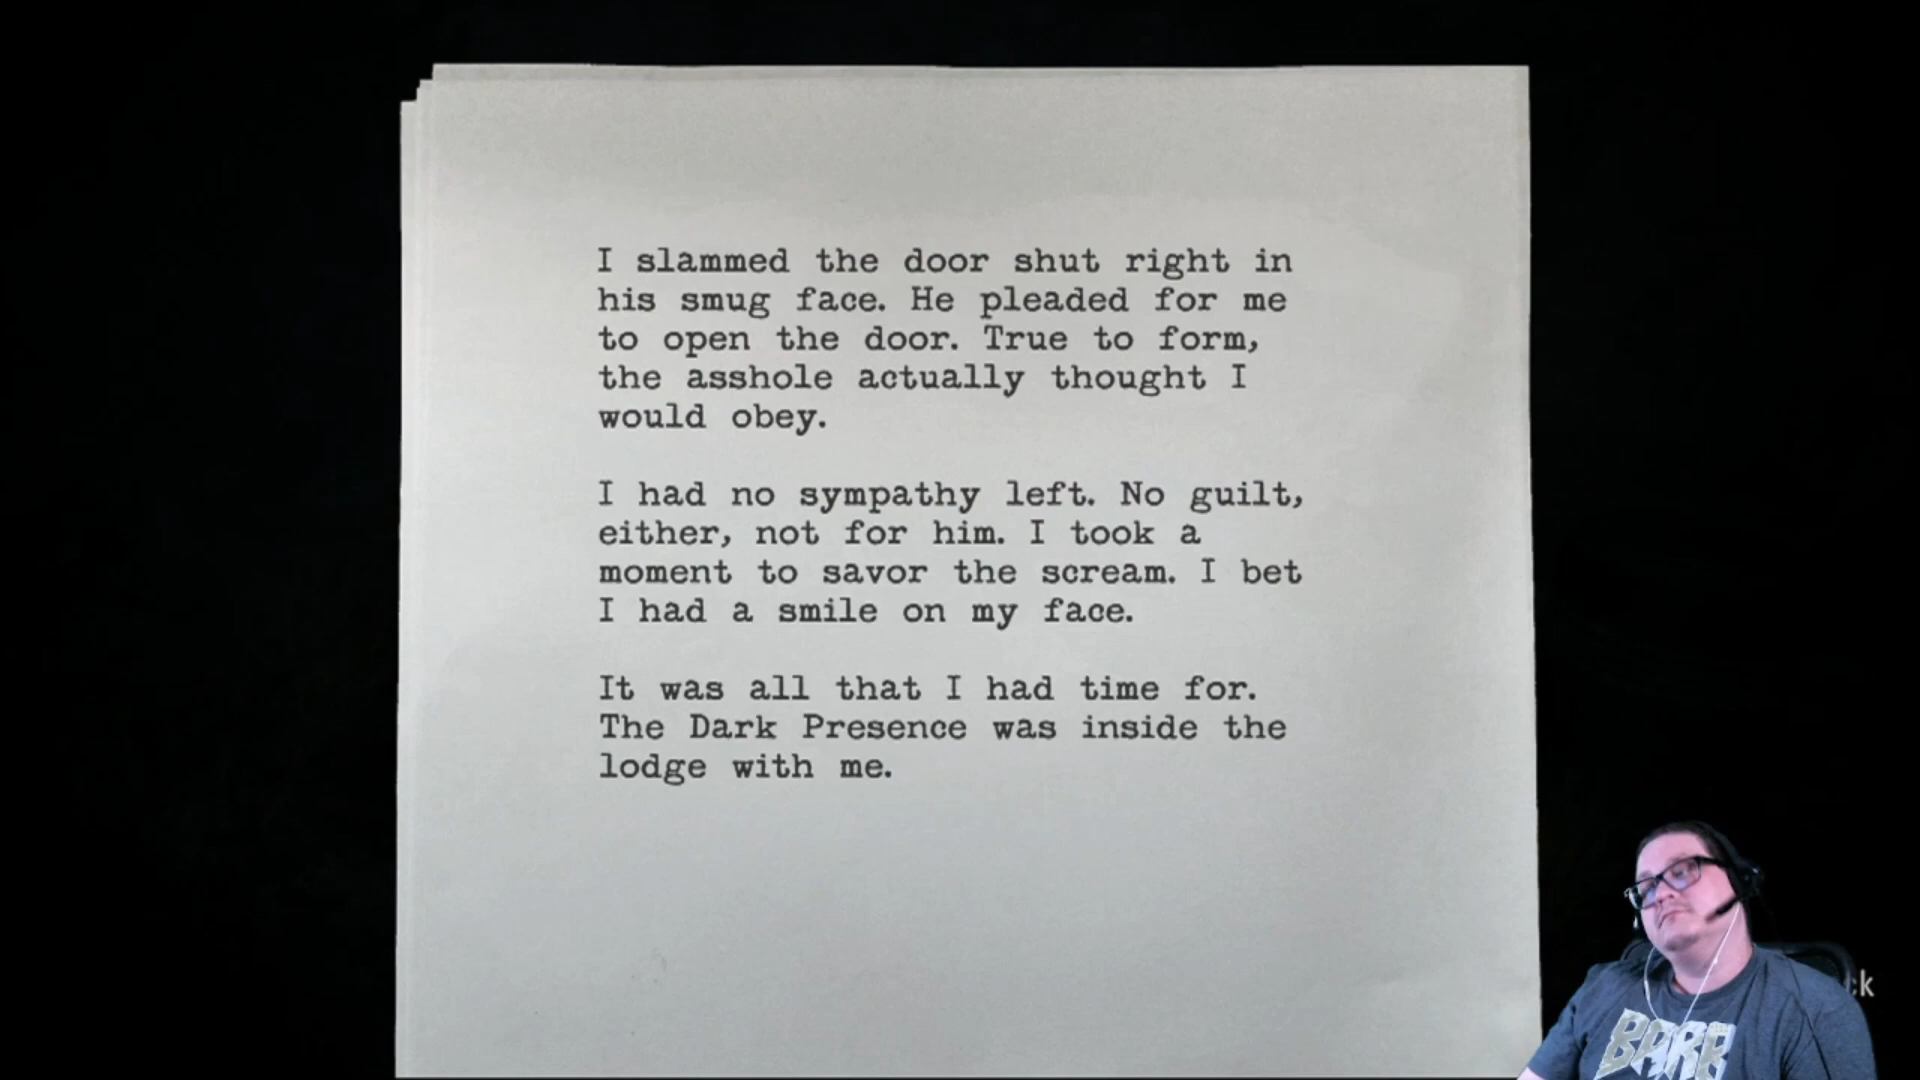 I slammed the door shut right in
his smug face. He pleaded for me
to open the door. True to form,
the asshole actually thought I
would obey.
I had no sympathy left. No guilt,
either, not for him. I took a
moment to savor the scream. I bet
I had a smile on my face.
It was all that I had time for.
The Dark Presence was inside the
lodge with me.
ck